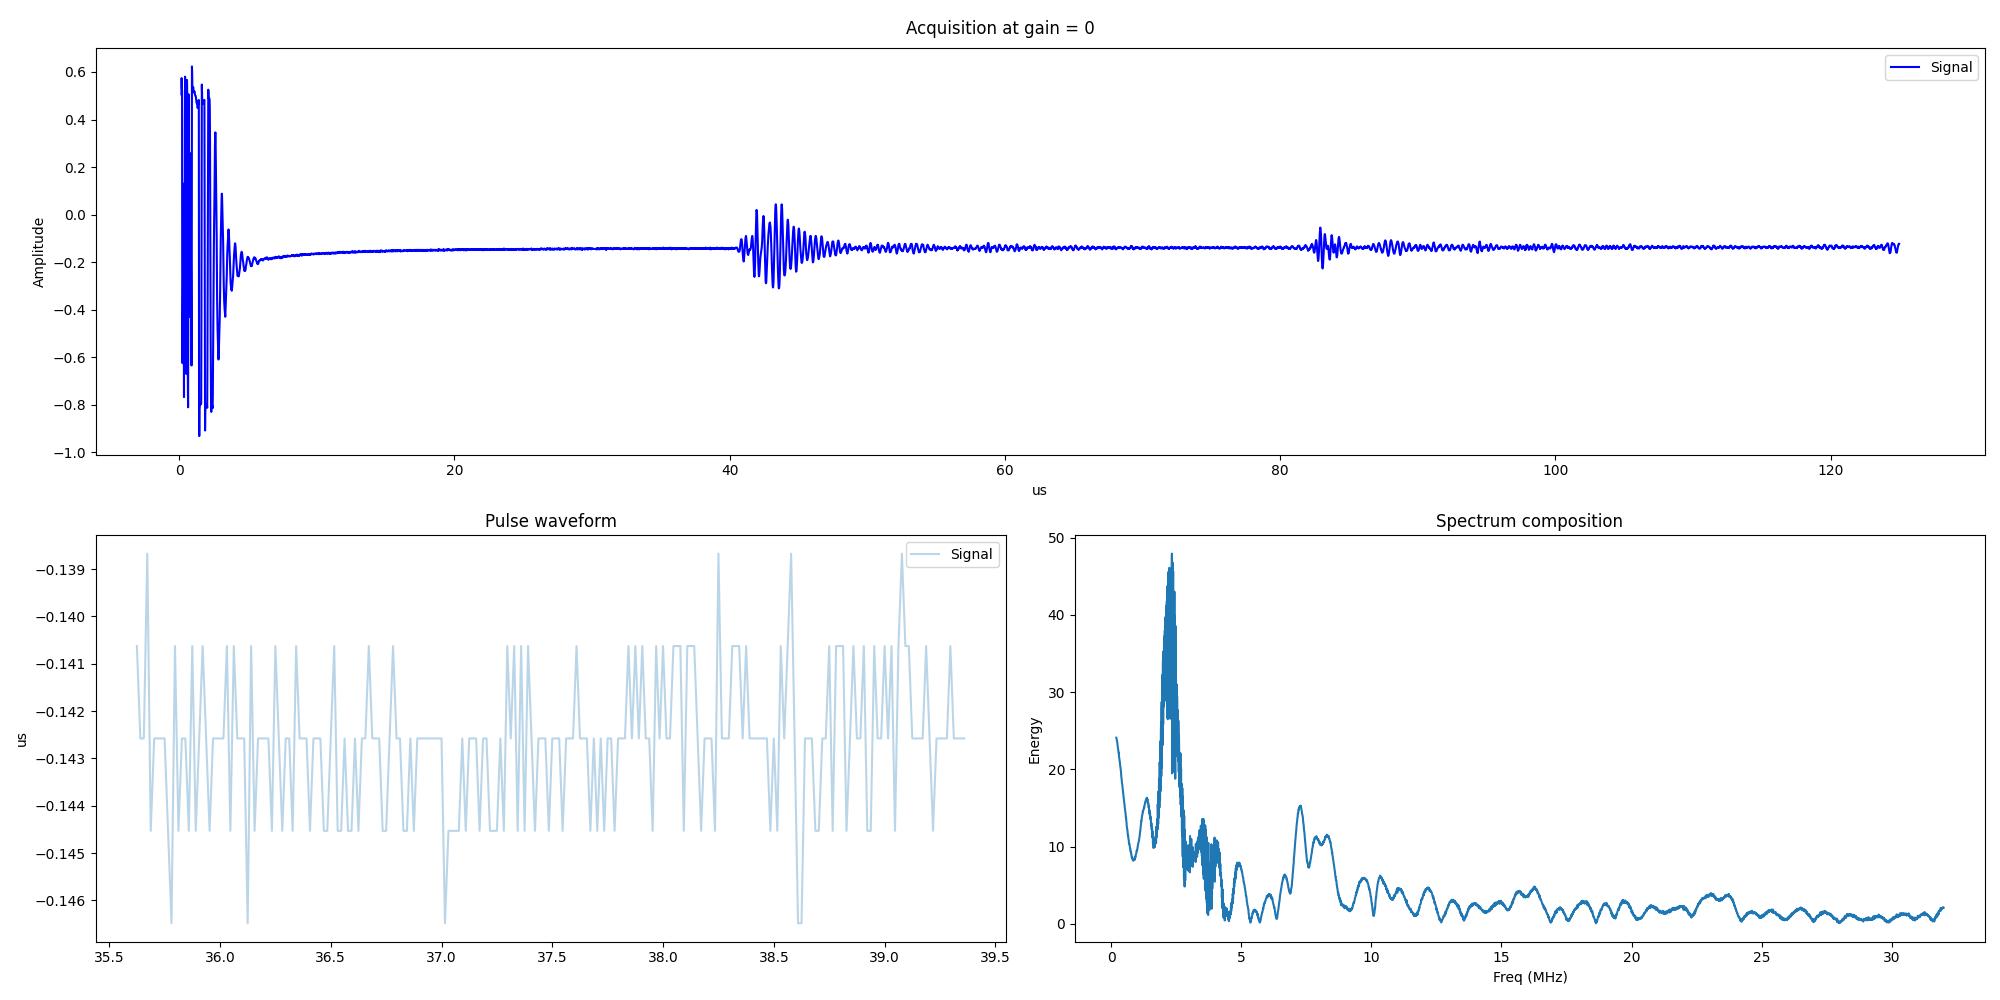 Acquisition at gain = 0
Signal
Amplitude
0.6
0.4
0.2
0.0
−0.2
−0.4
−0.6
−0.8
−1.0
0 20 40 60 80 100 120
us
Pulse waveform
Signal
us
−0.139
−0.140
−0.141
−0.142
−0.143
−0.144
−0.145
−0.146
35.5 36.0 36.5 37.0 37.5 38.0 38.5 39.0 39.5
Spectrum composition
Energy
50
40
30
20
10
0
0 5 10 15 20 25 30
Freq (MHz)